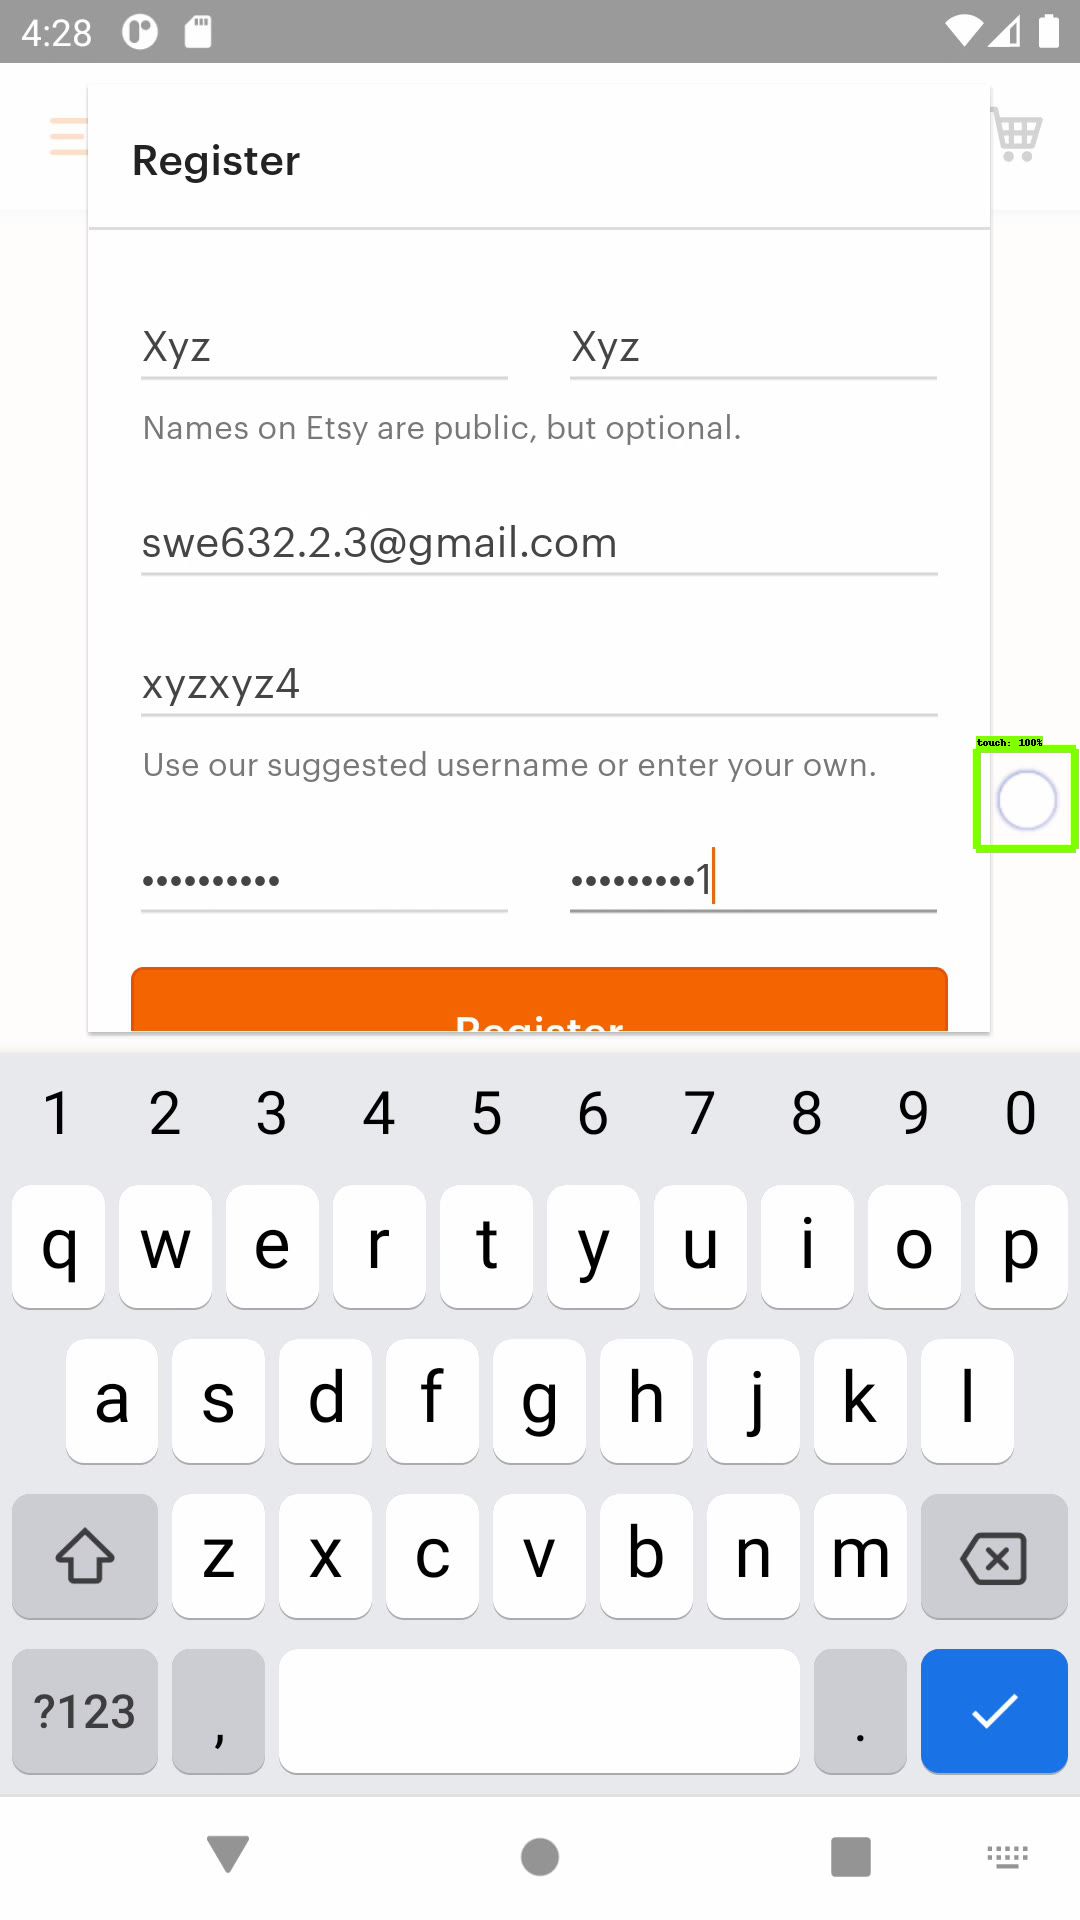 4:28
Register
Xyz Xyz
Names on Etsy are public, but optional.
swe632.2.3@gmail.com
xyzxyz4
touch: 100%
Use our suggested username or enter your own.
•••••••••• •••••••••1
Register
1 2 3 4 5 6 7 8 9 0
q w e r t y u i o p
a s d f g h j k l
z x c v b n m
?123 , .